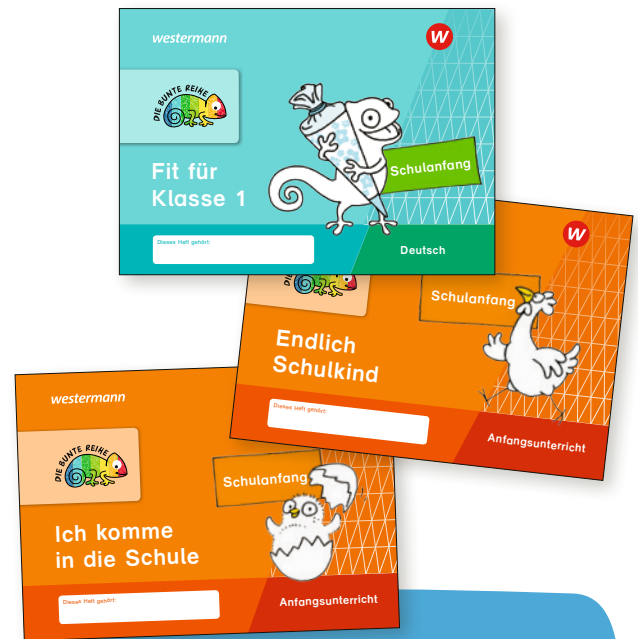 westermann
W
DIE BUNTE REIHE
Fit für
Klasse 1
Schulanfang
Dieses Heft gehört:
Deutsch
W
Schulanfang
Endlich
Schulkind
Dieses Heft gehört:
Anfangsunterricht
westermann
DIE BUNTE REIHE
Schulanfang
Ich komme
in die Schule
Dieses Heft gehört:
Anfangsunterricht